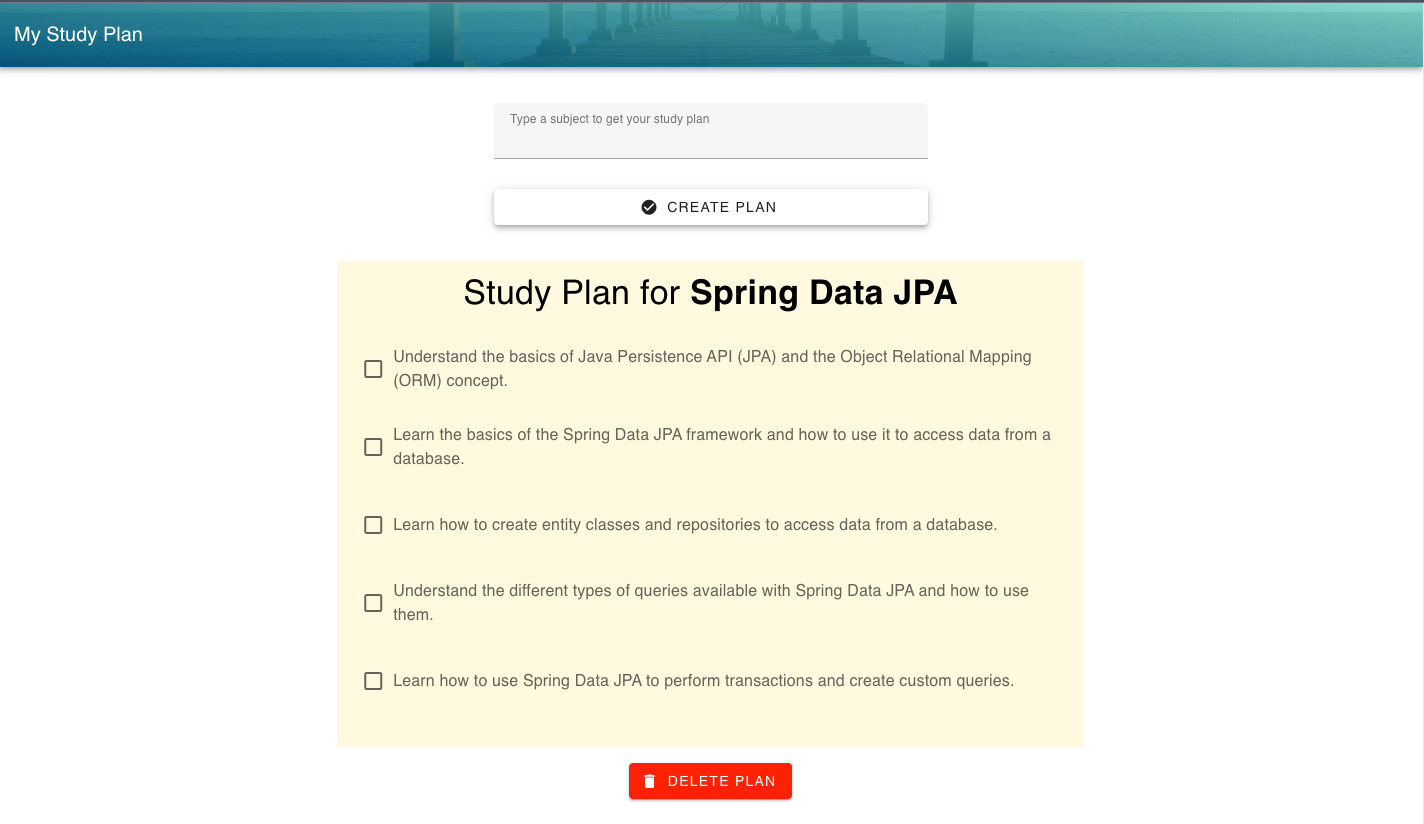 My Study Plan
Type a subject to get your study plan
CREATE PLAN
Study Plan for Spring Data JPA
Understand the basics of Java Persistence API (JPA) and the Object Relational Mapping
(ORM) concept.
Learn the basics of the Spring Data JPA framework and how to use it to access data from a
database.
Learn how to create entity classes and repositories to access data from a database.
Understand the different types of queries available with Spring Data JPA and how to use
them.
Learn how to use Spring Data JPA to perform transactions and create custom queries.
DELETE PLAN